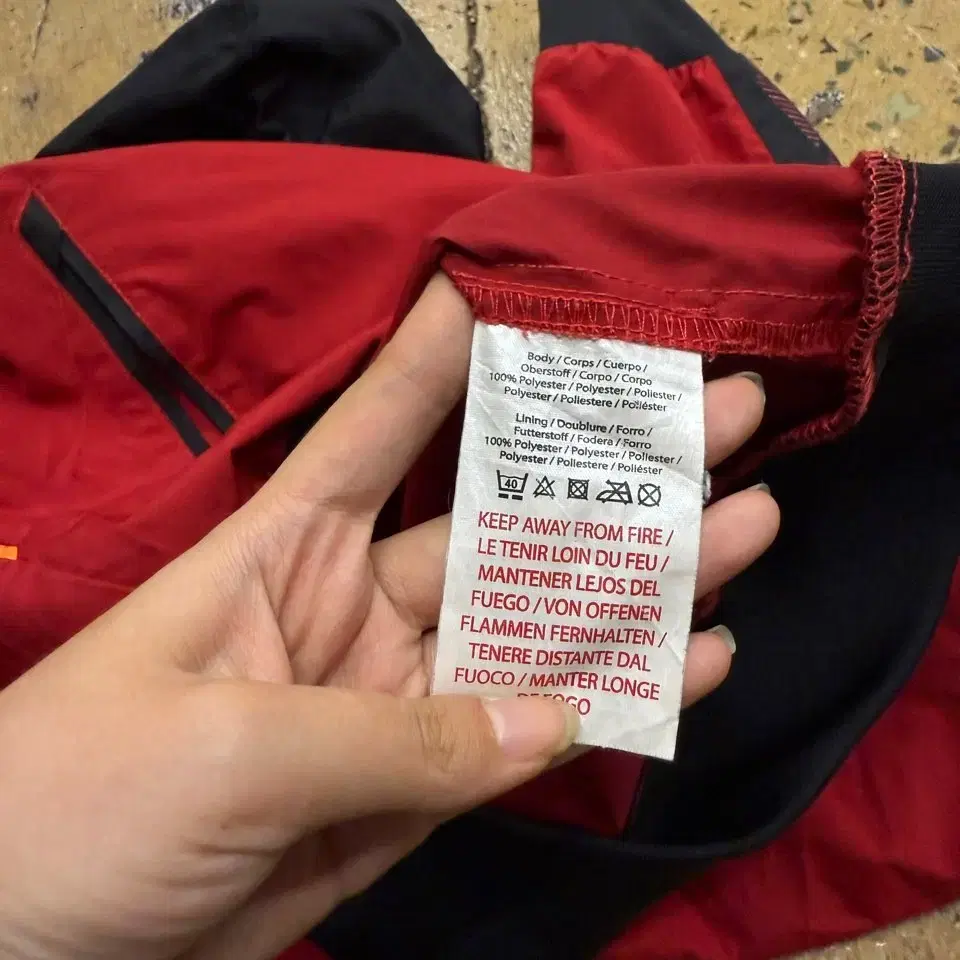 Body / Corps / Cuerpo /
Oberstoff / Corpo / Corpo
100% Polyester / Polyester / Poliester /
Polyester / Poliestere / Poliéster
Lining / Doublure / Forro /
Futterstoff / Fodera / Forro
100% Polyester / Polyester / Poliester /
Polyester / Poliestere / Poliéster
40
KEEP AWAY FROM FIRE /
LE TENIR LOIN DU FEU /
MANTENER LEJOS DEL
FUEGO / VON OFFENEN
FLAMMEN FERNHALTEN /
TENERE DISTANTE DAL
FUOCO / MANTER LONGE
DE FOGO